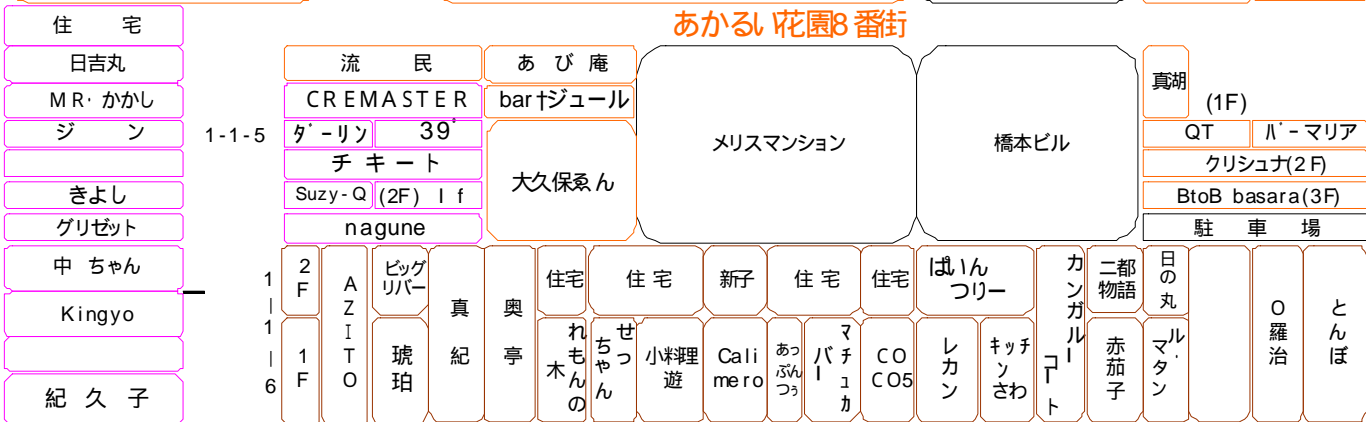 あかるい花園8番街
住宅
日吉丸
MR.かかし
ジン
きよし
グリゼット
中ちゃん
Kingyo
紀久子
1-1-5
流民
CREMASTER
ダーリン
39°
チキート
Suzy-Q
(2F) If
nagune
あび庵
bar†ジュール
大久保ゑん
メリスマンション
橋本ビル
真湖
(1F)
QT
バーマリア
クリシュナ(2F)
BtoB basara(3F)
駐車場
1-1-6
2F
1F
AZITO
ビッグリバー
琥珀
真紀
奥亭
住宅
れもんの木
住宅
せっちゃん
小料理遊
新子
Calimero
住宅
あっぷんつぅ
マチュカバー
住宅
COCO5
ぱいんつりー
レカン
キッチンさわ
カンガルーコート
二都物語
赤茄子
日の丸
ル・マタン
O羅治
とんぼ